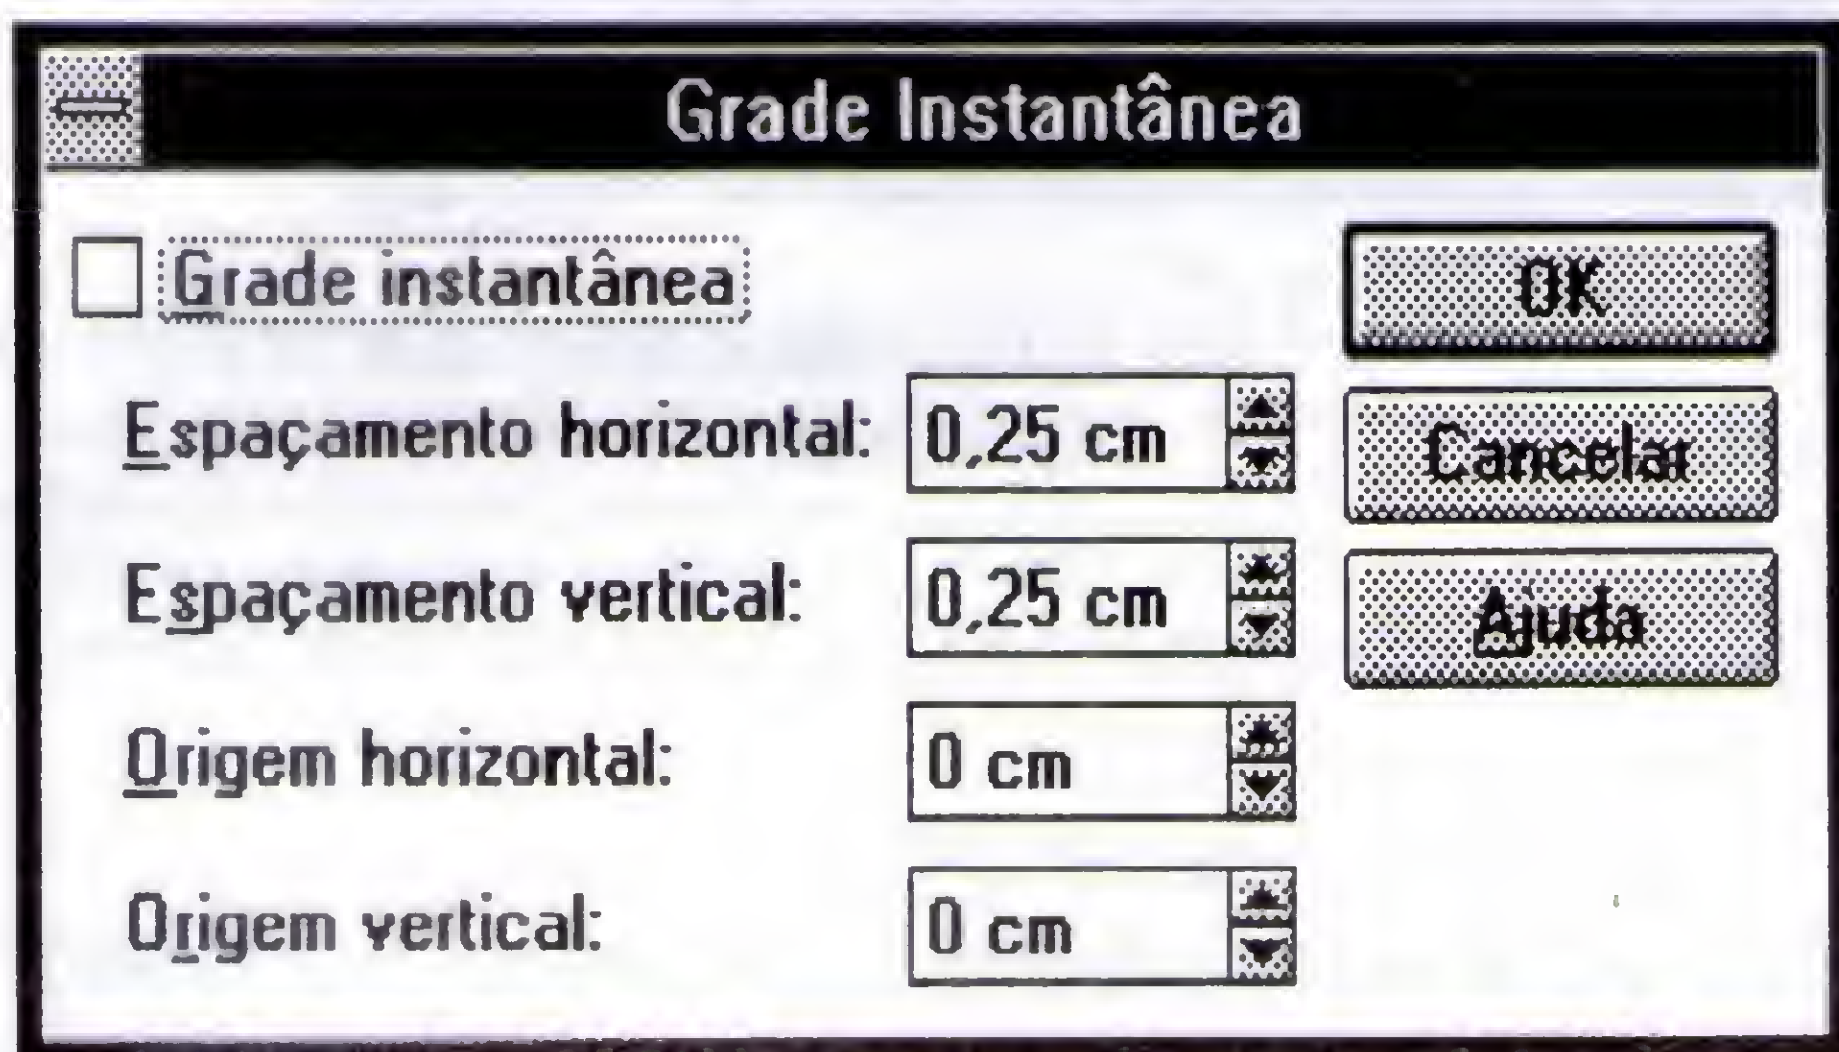 Grade Instantânea
Grade instantânea
OK
Espaçamento horizontal: 0,25 cm
Cancelar
Espaçamento vertical: 0,25 cm
Ajuda
Origem horizontal: 0 cm
Origem vertical: 0 cm